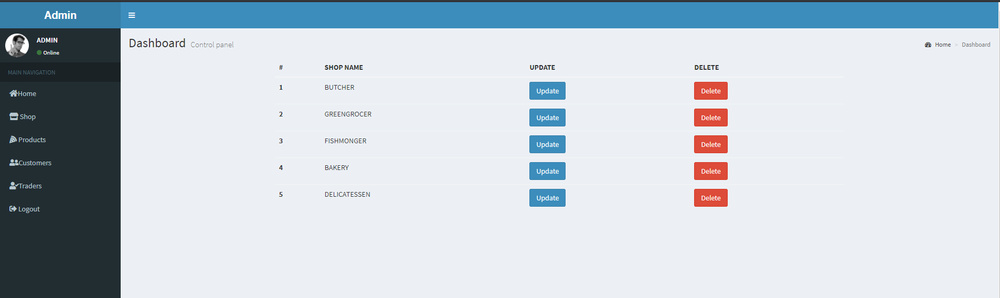 Admin
ADMIN
Online
MAIN NAVIGATION
Home
Shop
Products
Customers
Traders
Logout
Dashboard Control panel
Home > Dashboard
# SHOP NAME UPDATE DELETE
1 BUTCHER Update Delete
2 GREENGROCER Update Delete
3 FISHMONGER Update Delete
4 BAKERY Update Delete
5 DELICATESSEN Update Delete